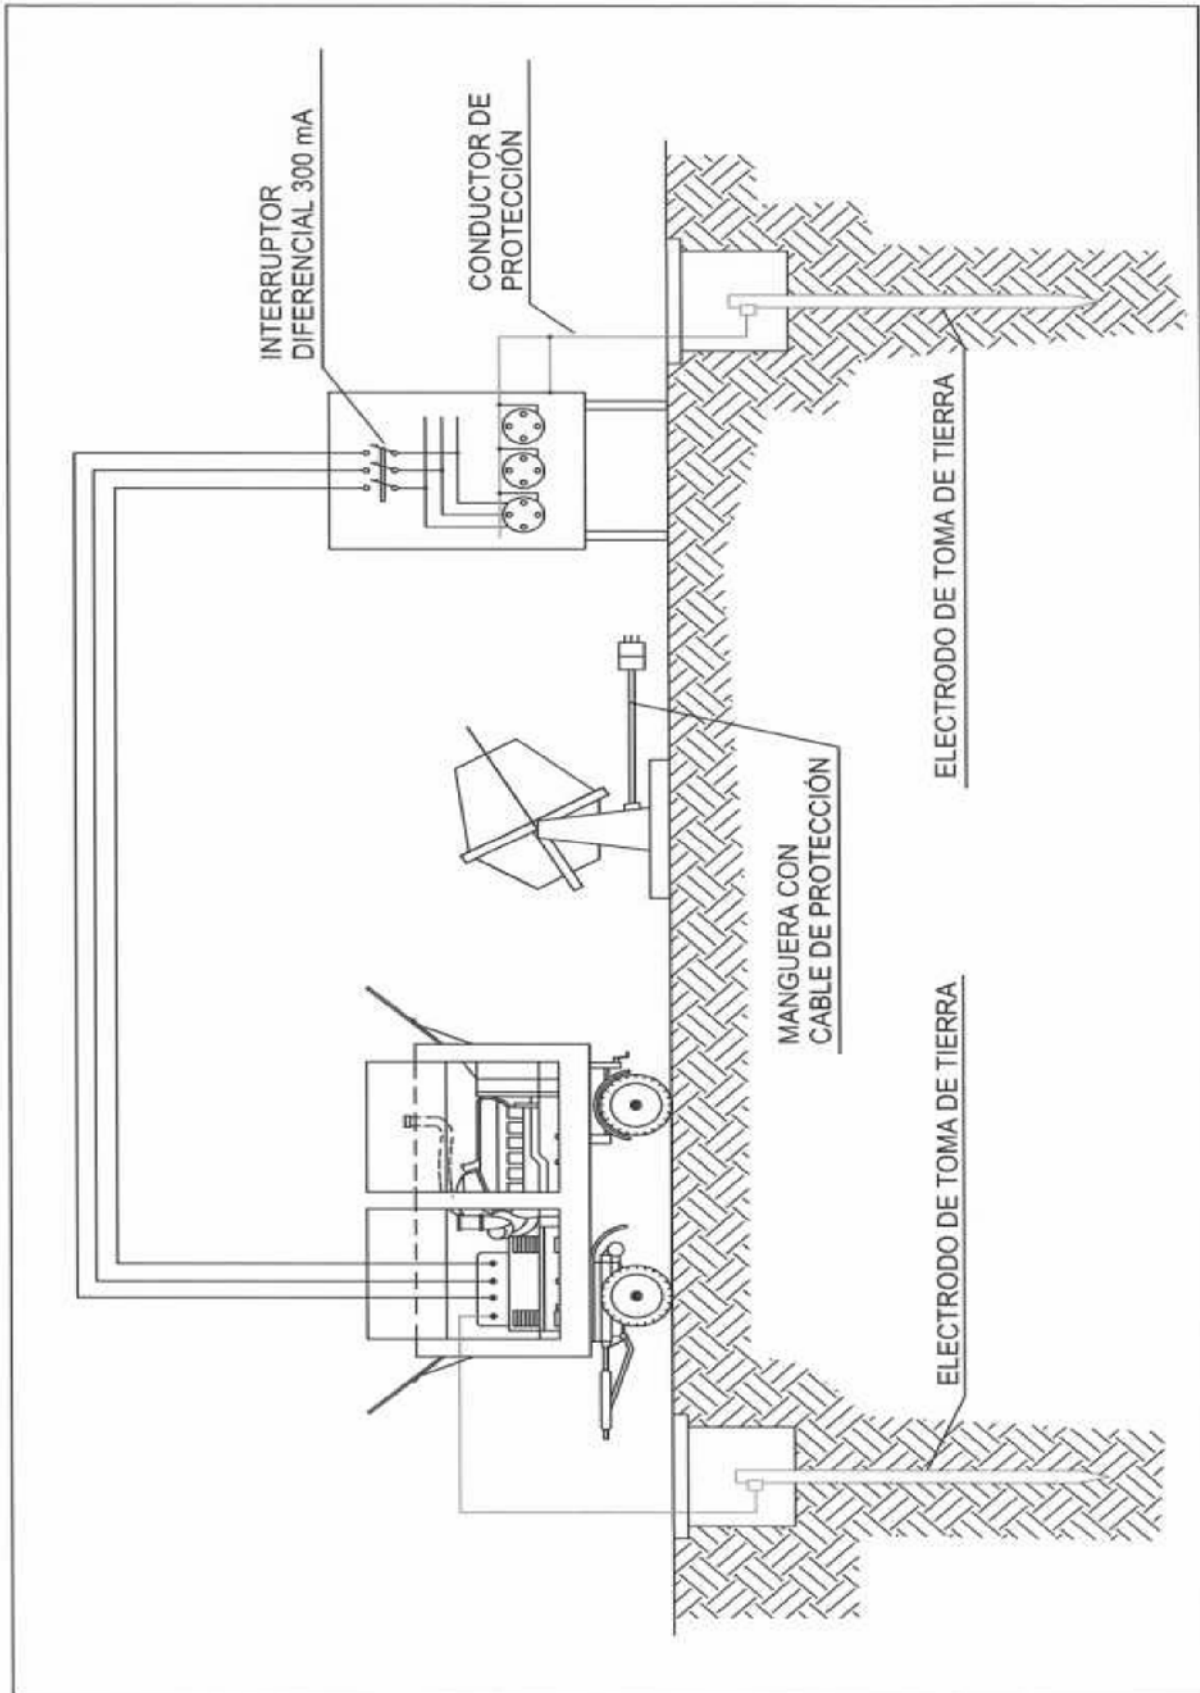 INTERRUPTOR
DIFERENCIAL 300 mA
CONDUCTOR DE
PROTECCIÓN
MANGUERA CON
CABLE DE PROTECCIÓN
ELECTRODO DE TOMA DE TIERRA
ELECTRODO DE TOMA DE TIERRA